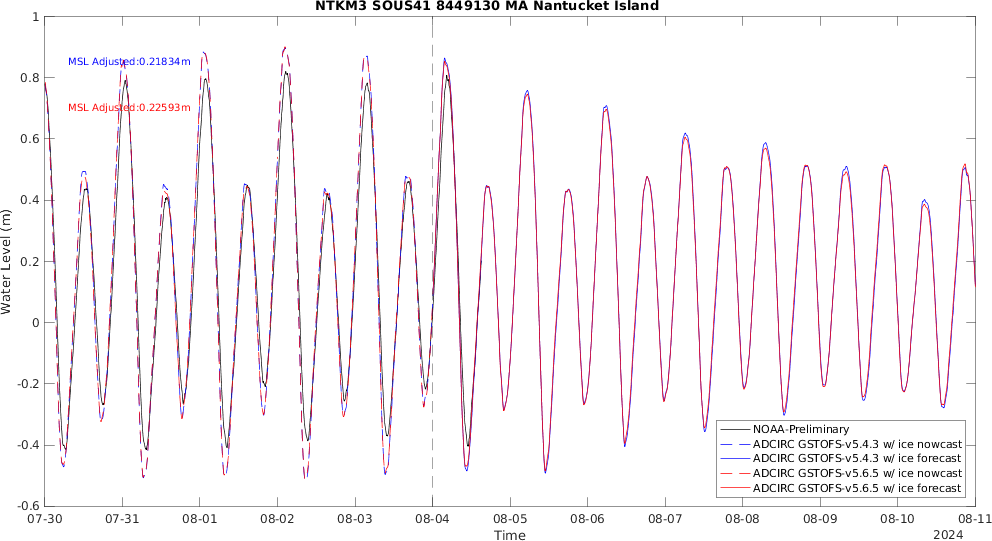 NTKM3 SOUS41 8449130 MA Nantucket Island
1
0.8
0.6
0.4
0.2
0
-0.2
-0.4
-0.6
Water Level (m)
MSL Adjusted:0.21834m
MSL Adjusted:0.22593m
NOAA-Preliminary
ADCIRC GSTOFS-v5.4.3 w/ ice nowcast
ADCIRC GSTOFS-v5.4.3 w/ ice forecast
ADCIRC GSTOFS-v5.6.5 w/ ice nowcast
ADCIRC GSTOFS-v5.6.5 w/ ice forecast
07-30 07-31 08-01 08-02 08-03 08-04 08-05 08-06 08-07 08-08 08-09 08-10 08-11
Time
2024